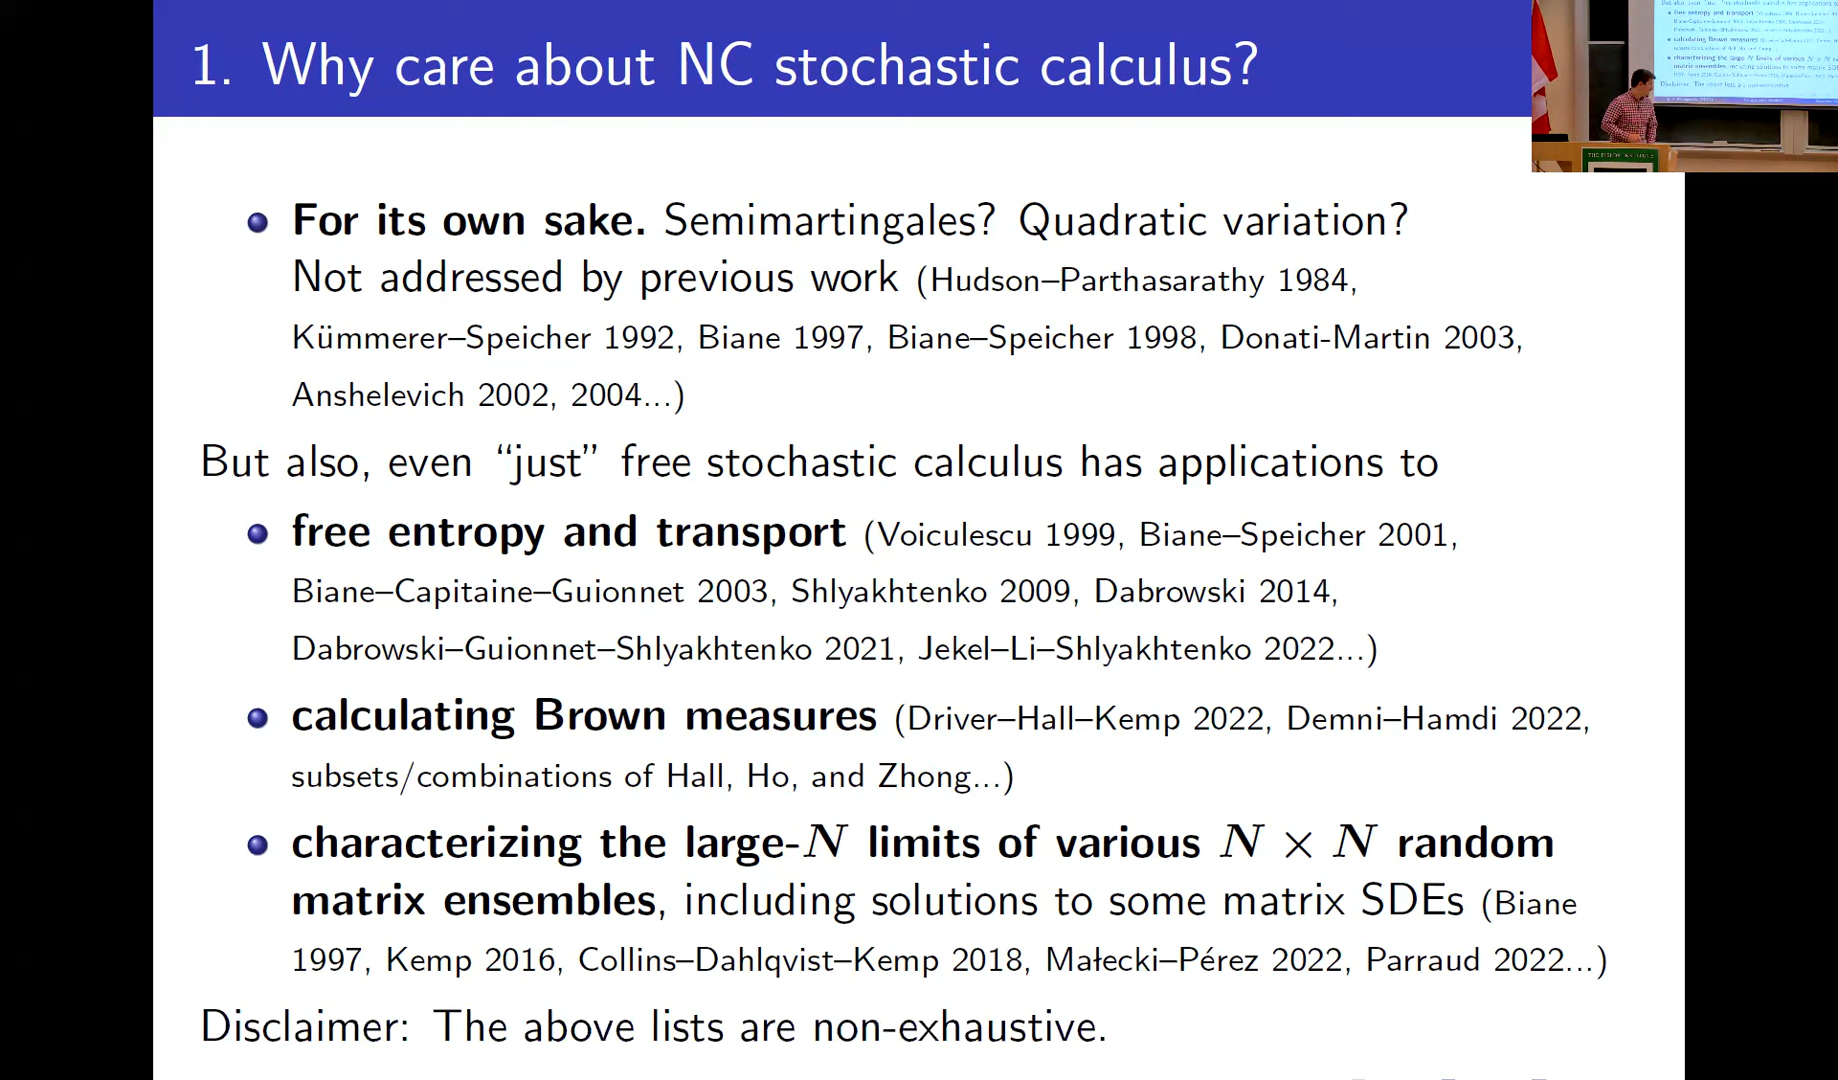 1. Why care about NC stochastic calculus?
For its own sake. Semimartingales? Quadratic variation?
Not addressed by previous work (Hudson–Parthasarathy 1984,
Kümmerer–Speicher 1992, Biane 1997, Biane–Speicher 1998, Donati-Martin 2003,
Anshelevich 2002, 2004...)
But also, even “just” free stochastic calculus has applications to
free entropy and transport (Voiculescu 1999, Biane–Speicher 2001,
Biane–Capitaine–Guionnet 2003, Shlyakhtenko 2009, Dabrowski 2014,
Dabrowski–Guionnet–Shlyakhtenko 2021, Jekel–Li–Shlyakhtenko 2022...)
calculating Brown measures (Driver–Hall–Kemp 2022, Demni–Hamdi 2022,
subsets/combinations of Hall, Ho, and Zhong...)
characterizing the large-N limits of various N × N random
matrix ensembles, including solutions to some matrix SDEs (Biane
1997, Kemp 2016, Collins–Dahlqvist–Kemp 2018, Małecki–Pérez 2022, Parraud 2022...)
Disclaimer: The above lists are non-exhaustive.
THE FIELDS INSTITUTE